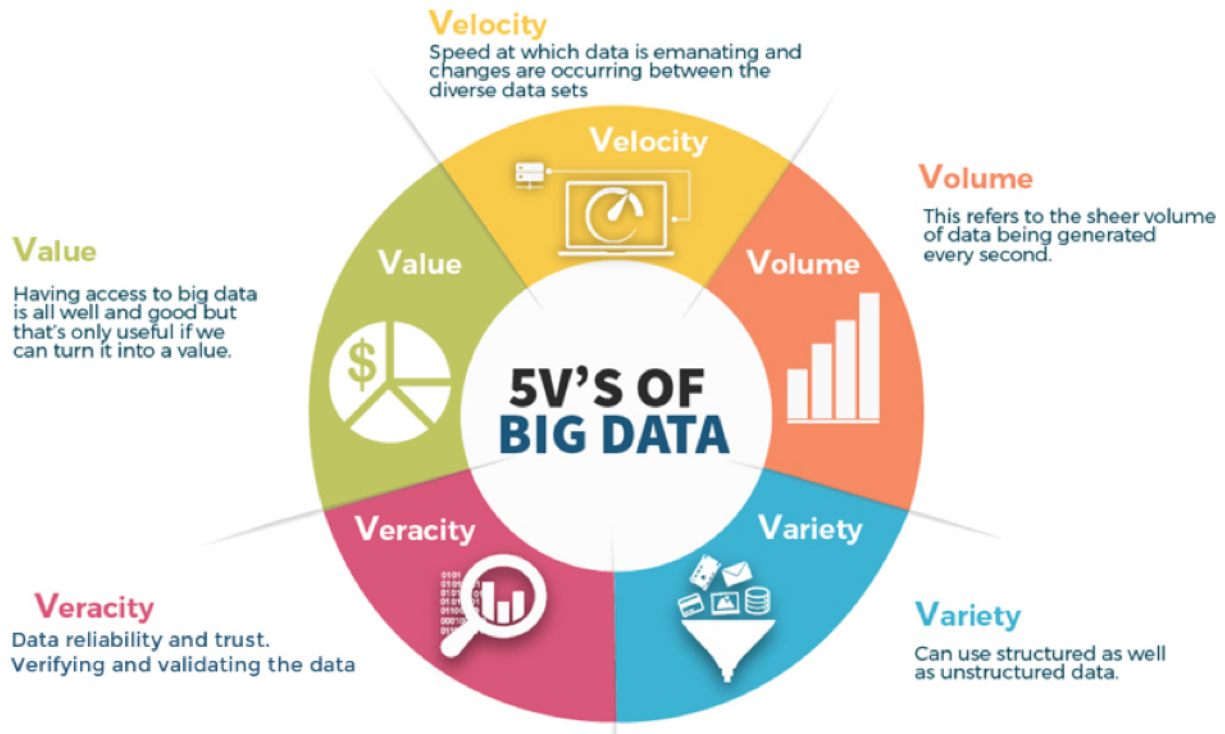 Velocity
Speed at which data is emanating and
changes are occurring between the
diverse data sets
Velocity
Volume
This refers to the sheer volume
of data being generated
every second.
Volume
Value
Having access to big data
is all well and good but
that's only useful if we
can turn it into a value.
Value
$
5V'S OF
BIG DATA
Veracity
Variety
Veracity
Data reliability and trust.
Verifying and validating the data
Variety
Can use structured as well
as unstructured data.
0101